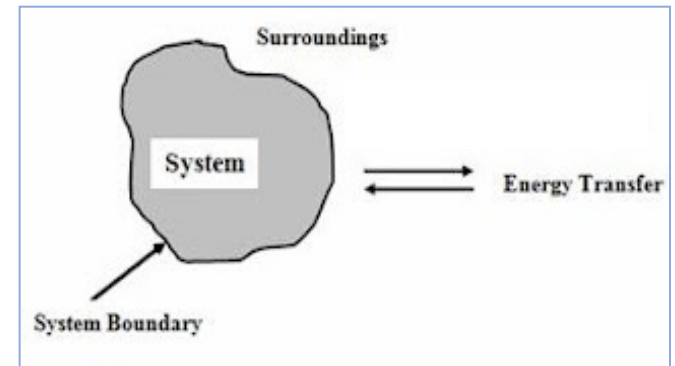 Surroundings
System
Energy Transfer
System Boundary